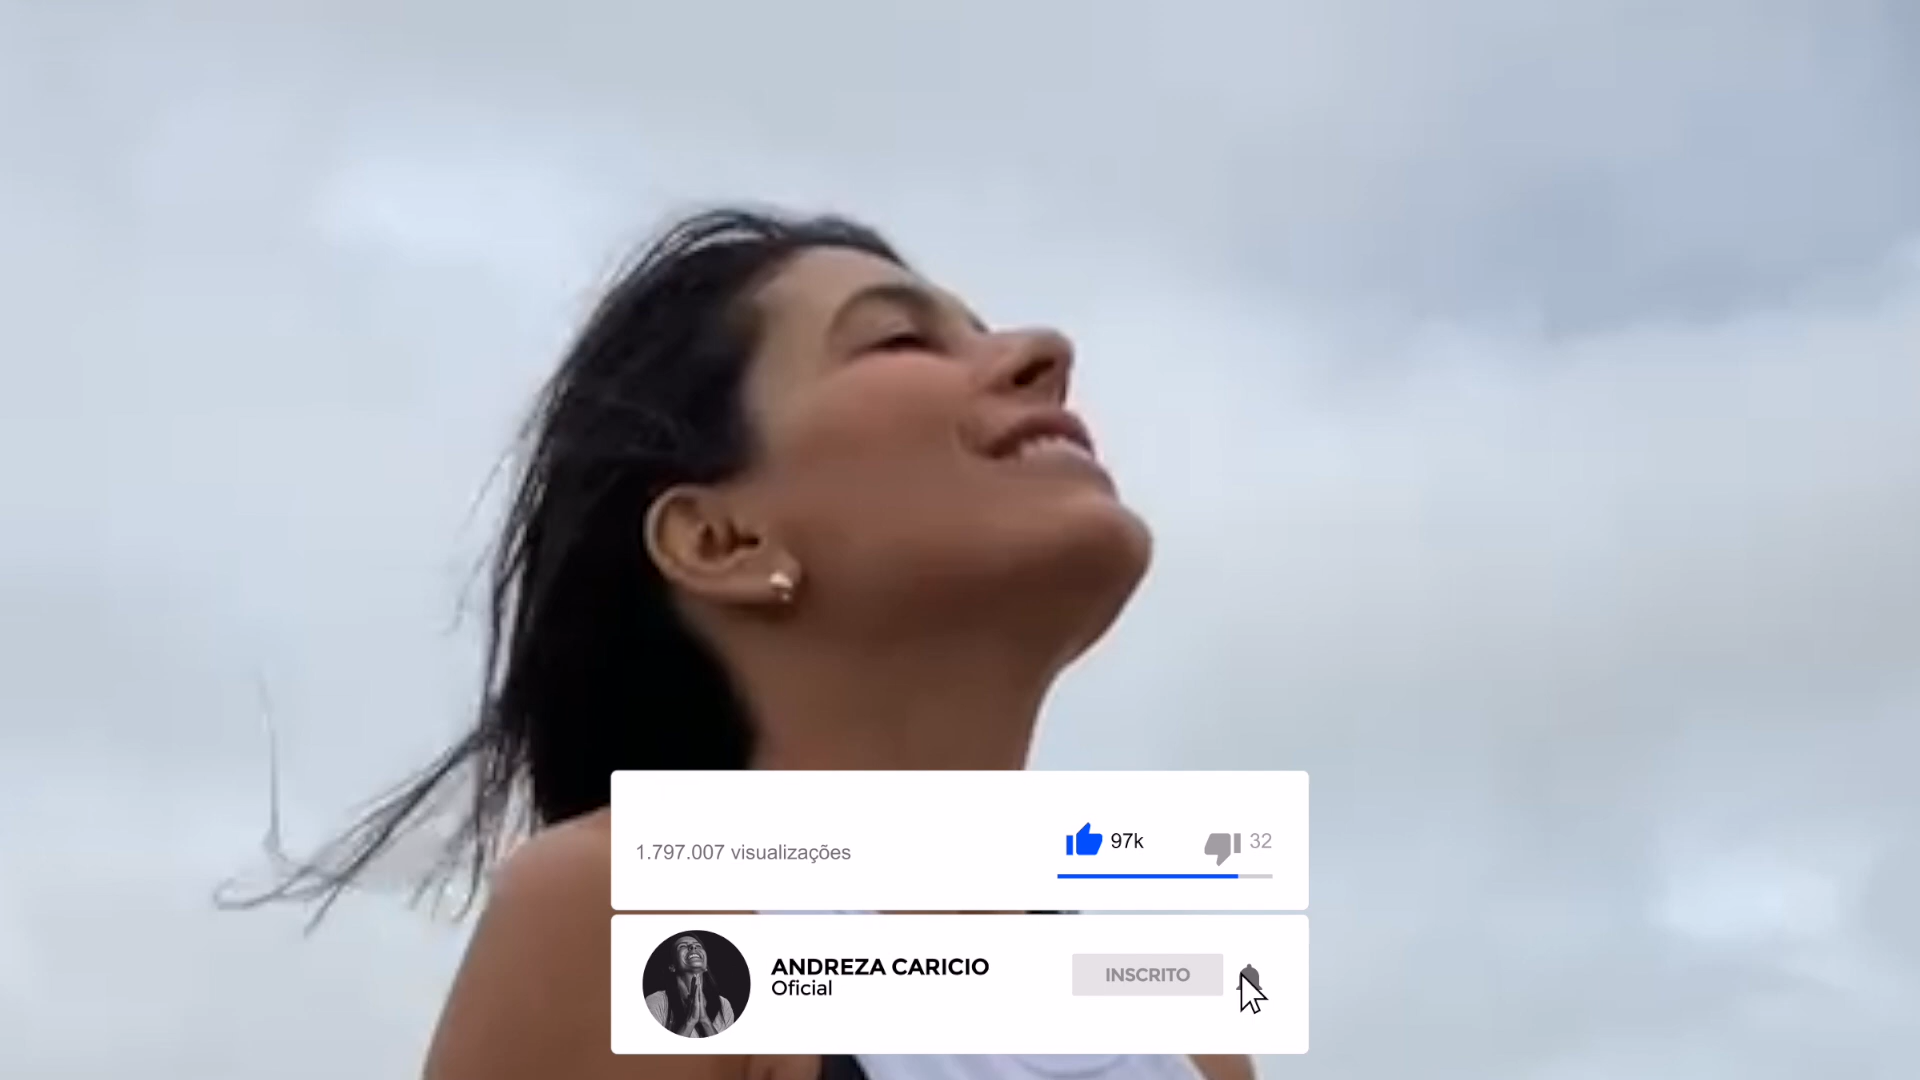 1.797.007 visualizações
97k
32
ANDREZA CARICIO
Oficial
INSCRITO